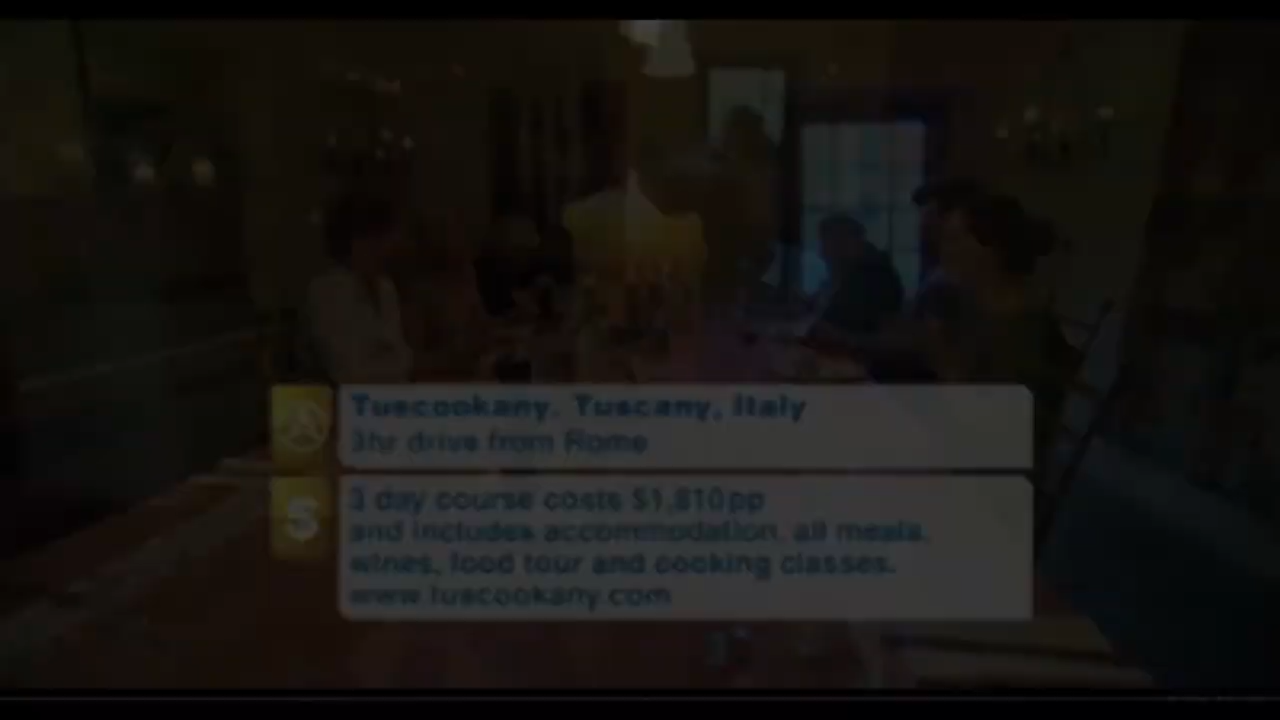 Tuscookany. Tuscany, Italy
3hr drive from Rome
$
3 day course costs $1,810pp
and includes accommodation, all meals,
wines, food tour and cooking classes.
www.tuscookany.com